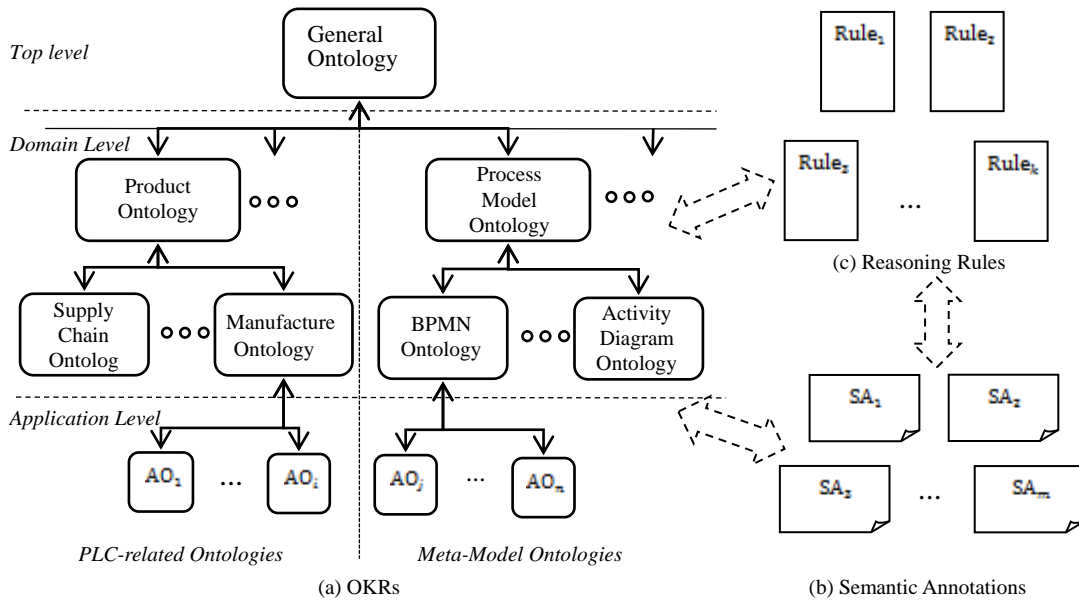 Top level
General
Ontology
Rule₁
Rule₂
Domain Level
Product
Ontology
Process
Model
Ontology
Rule₃
...
Ruleₖ
(c) Reasoning Rules
Supply
Chain
Ontolog
Manufacture
Ontology
BPMN
Ontology
Activity
Diagram
Ontology
Application Level
SA₁
SA₂
AO₁
...
AOᵢ
AOⱼ
...
AOₙ
SA₃
...
SAₘ
PLC-related Ontologies
Meta-Model Ontologies
(a) OKRs
(b) Semantic Annotations